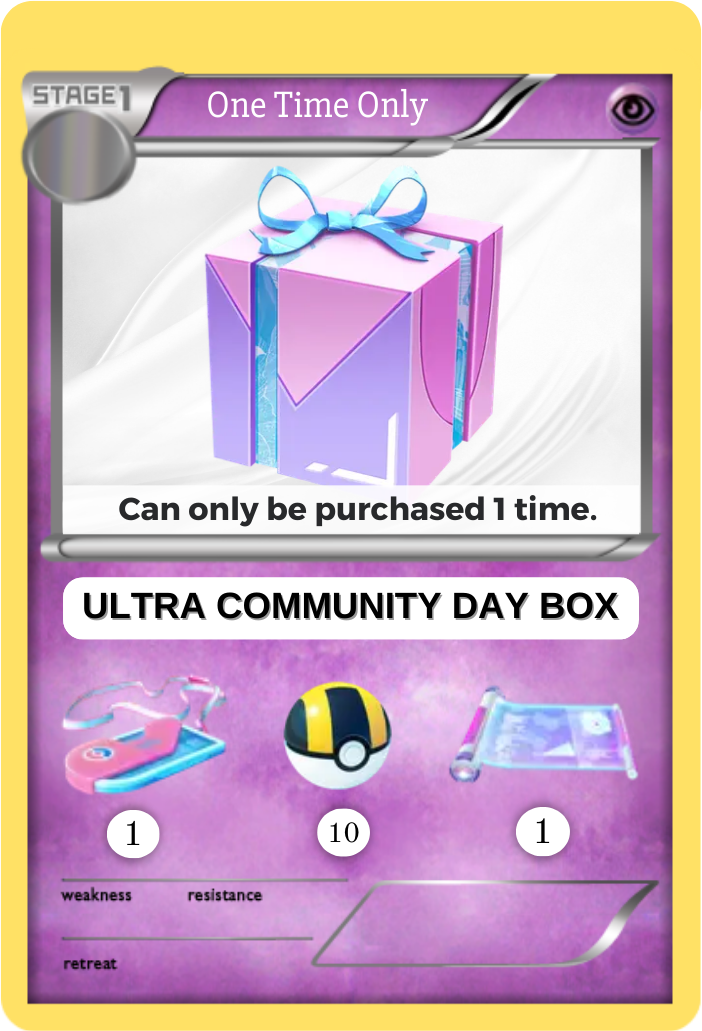 STAGE1
One Time Only
Can only be purchased 1 time.
ULTRA COMMUNITY DAY BOX
1
10
1
weakness resistance
retreat